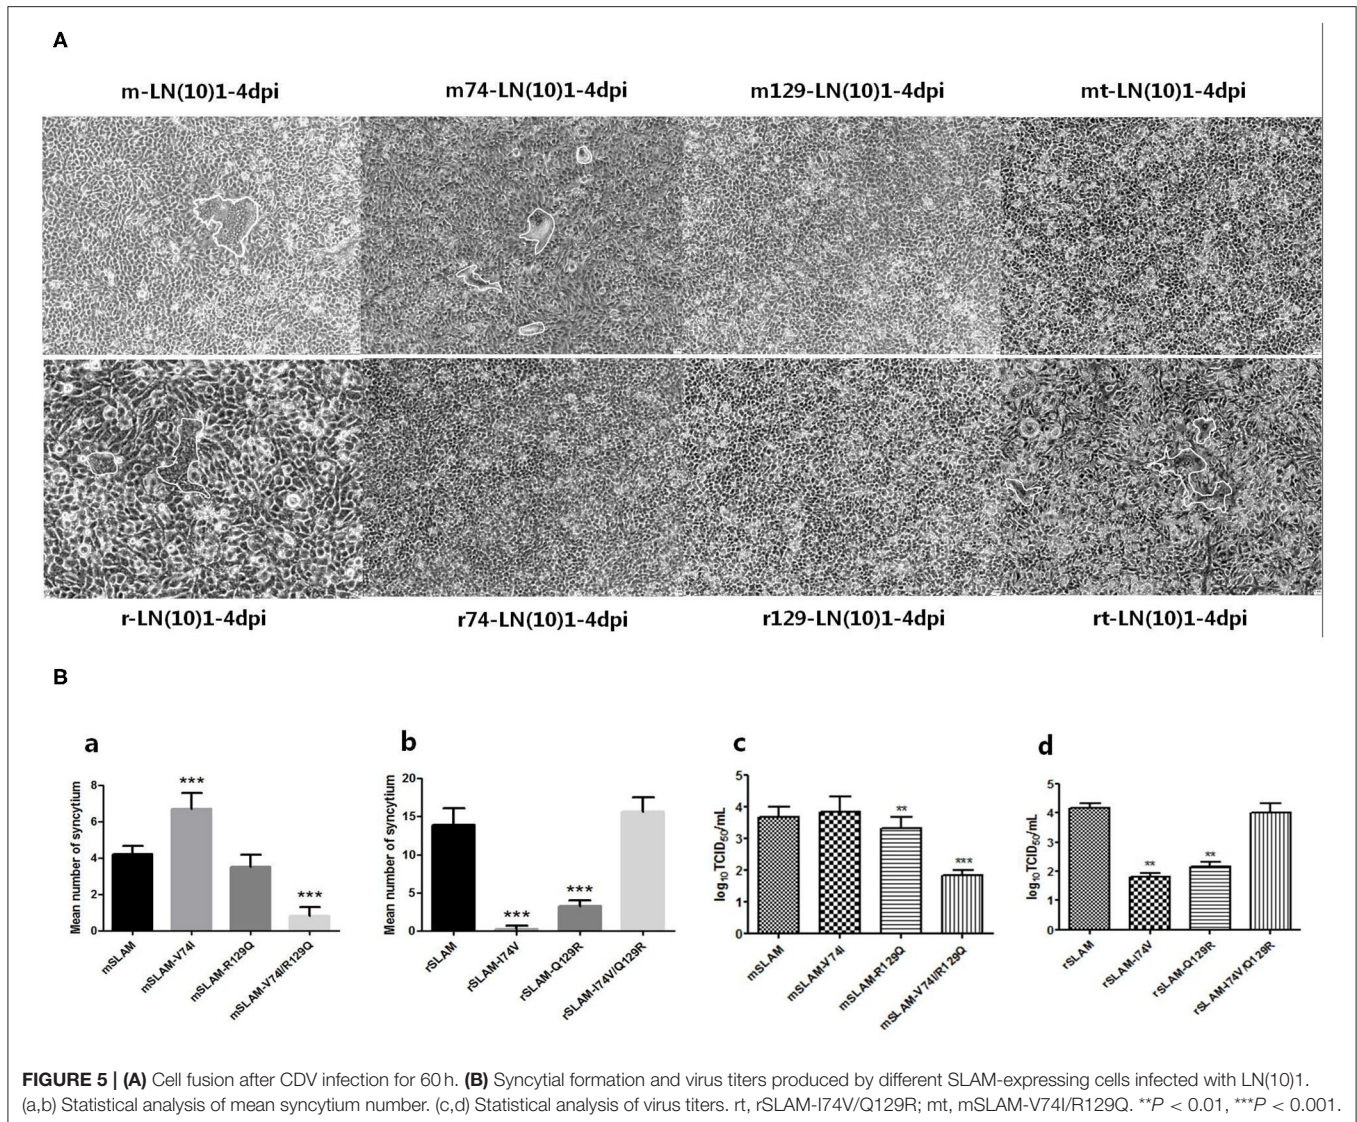 A
m-LN(10)1-4dpi m74-LN(10)1-4dpi m129-LN(10)1-4dpi mt-LN(10)1-4dpi
r-LN(10)1-4dpi r74-LN(10)1-4dpi r129-LN(10)1-4dpi rt-LN(10)1-4dpi
B
a
Mean number of syncytium
8
6
4
2
0
***
***
mSLAM
mSLAM-V74I
mSLAM-R129Q
mSLAM-V74I/R129Q
b
Mean number of syncytium
20
15
10
5
0
***
***
rSLAM
rSLAM-I74V
rSLAM-Q129R
rSLAM-I74V/Q129R
c
log10TCID50/mL
5
4
3
2
1
0
**
***
mSLAM
mSLAM-V74I
mSLAM-R129Q
mSLAM-V74I/R129Q
d
log10TCID50/mL
5
4
3
2
1
0
**
**
rSLAM
rSLAM-I74V
rSLAM-Q129R
rSLAM-I74V/Q129R
FIGURE 5 | (A) Cell fusion after CDV infection for 60 h. (B) Syncytial formation and virus titers produced by different SLAM-expressing cells infected with LN(10)1.
(a,b) Statistical analysis of mean syncytium number. (c,d) Statistical analysis of virus titers. rt, rSLAM-I74V/Q129R; mt, mSLAM-V74I/R129Q. **P < 0.01, ***P < 0.001.